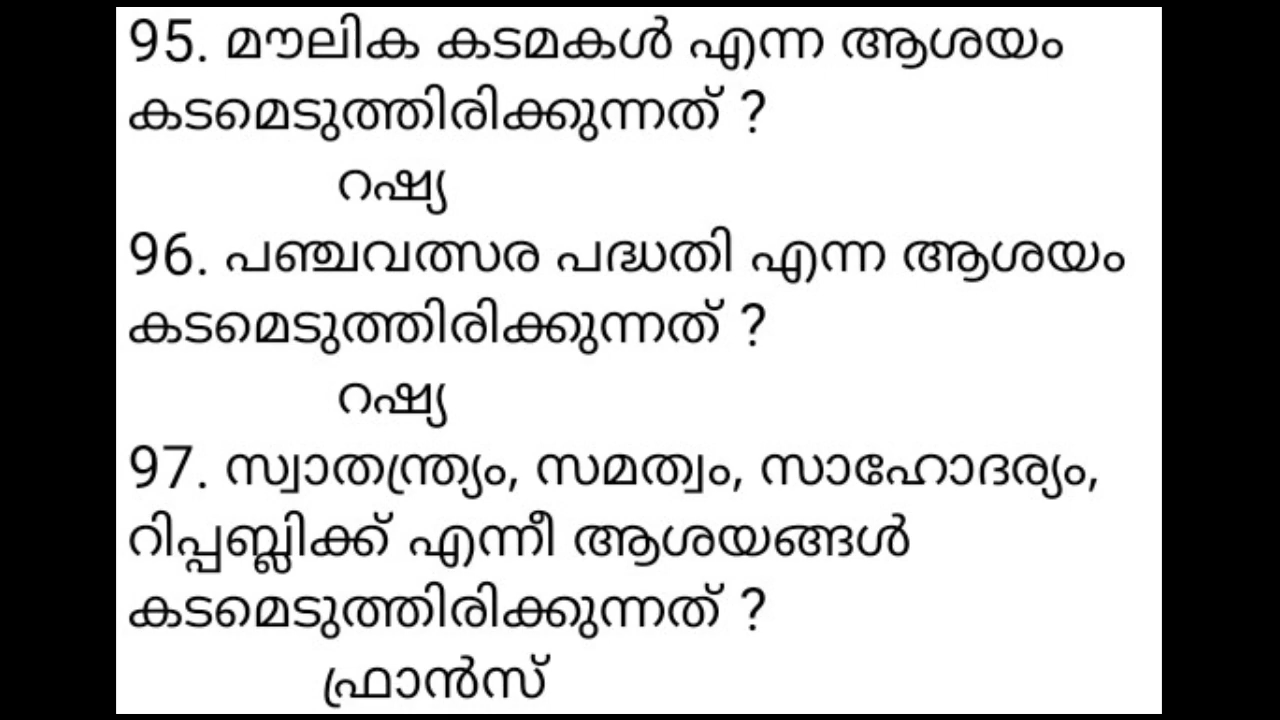 95. മൗലിക കടമകൾ എന്ന ആശയം
കടമെടുത്തിരിക്കുന്നത് ?
റഷ്യ
96. പഞ്ചവത്സര പദ്ധതി എന്ന ആശയം
കടമെടുത്തിരിക്കുന്നത് ?
റഷ്യ
97. സ്വാതന്ത്ര്യം, സമത്വം, സാഹോദര്യം,
റിപ്പബ്ലിക്ക് എന്നീ ആശയങ്ങൾ
കടമെടുത്തിരിക്കുന്നത് ?
ഫ്രാൻസ്